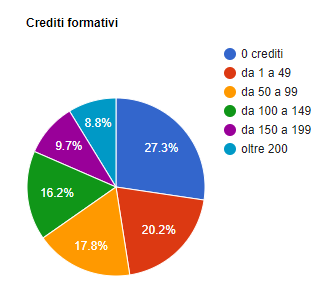 Crediti formativi
0 crediti
da 1 a 49
da 50 a 99
da 100 a 149
da 150 a 199
oltre 200
27.3%
20.2%
17.8%
16.2%
9.7%
8.8%